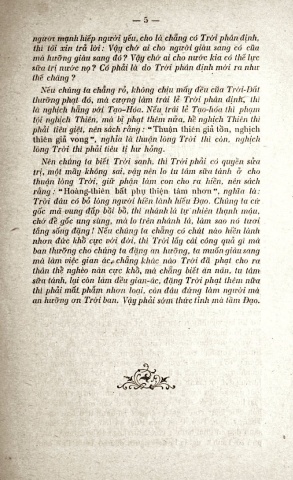 — 5 —
người mạnh hiếp người yếu, cho là chẳng có Trời phân định,
thì tôi xin trả lời: Vậy chớ ai cho người giàu sang có của
mà hưởng giàu sang đó? Vậy chớ ai cho nước kia có thế lực
sửa trị nước nọ? Có phải là do Trời phân định mới ra như
thế chăng?
Nếu chúng ta chẳng rỏ, không chịu mấy đều của Trời-Đất
thưởng phạt đó, mà cượng làm trái lẻ Trời phân định, thì
là nghịch hẳng với Tạo-Hóa. Nếu trái lẻ Tạo-hóa thì phạm
tội nghịch Thiên, mà bị phạt thêm nữa, hể nghịch Thiên thì
phải tiêu giệt, nên sách rằng: "Thuận thiên giả tồn, nghịch
thiên giả vong", nghĩa là thuận lòng Trời thì còn, nghịch
lòng Trời thì phải tiêu tị hư hỏng.
Nên chúng ta biết Trời sanh, thì Trời phải có quyền sửa
trị, một mãy không sai, vậy nên lo tu tâm sửa tánh ở cho
thuận lòng Trời, giữ phận làm con cho ra hiền, nên sách
rằng: "Hoàng-thiên bất phụ thiện tâm nhơn", nghĩa là:
Trời đâu có bỏ lòng người hiền lành hiếu Đạo. Chúng ta cứ
gốc mà vung đắp bồi bổ, thì nhành lá tự nhiên thạnh mậu,
chớ để gốc ung sùng, mà lo trên nhành lá, làm sao nó tươi
tắng sống đặng! Nếu chúng ta chẳng có chút nào hiền lành
nhơn đức khổ cực với đời, thì Trời lấy cái công quả gì mà
ban thưởng cho chúng ta đặng an hưởng, ta muốn giàu sang
mà làm việc gian ác, chẳng khác nào Trời đã phạt cho ra
thân thể nghèo nàn cực khổ, mà chẳng biết ăn năn, tu tâm
sửa tánh, lại còn làm đều gian-ác, đặng Trời phạt thêm nữa
thì phải mất phẩm nhơn loại, còn đâu đứng làm người mà
an hưởng ơn Trời ban. Vậy phải sớm thức tỉnh mà tầm Đạo.